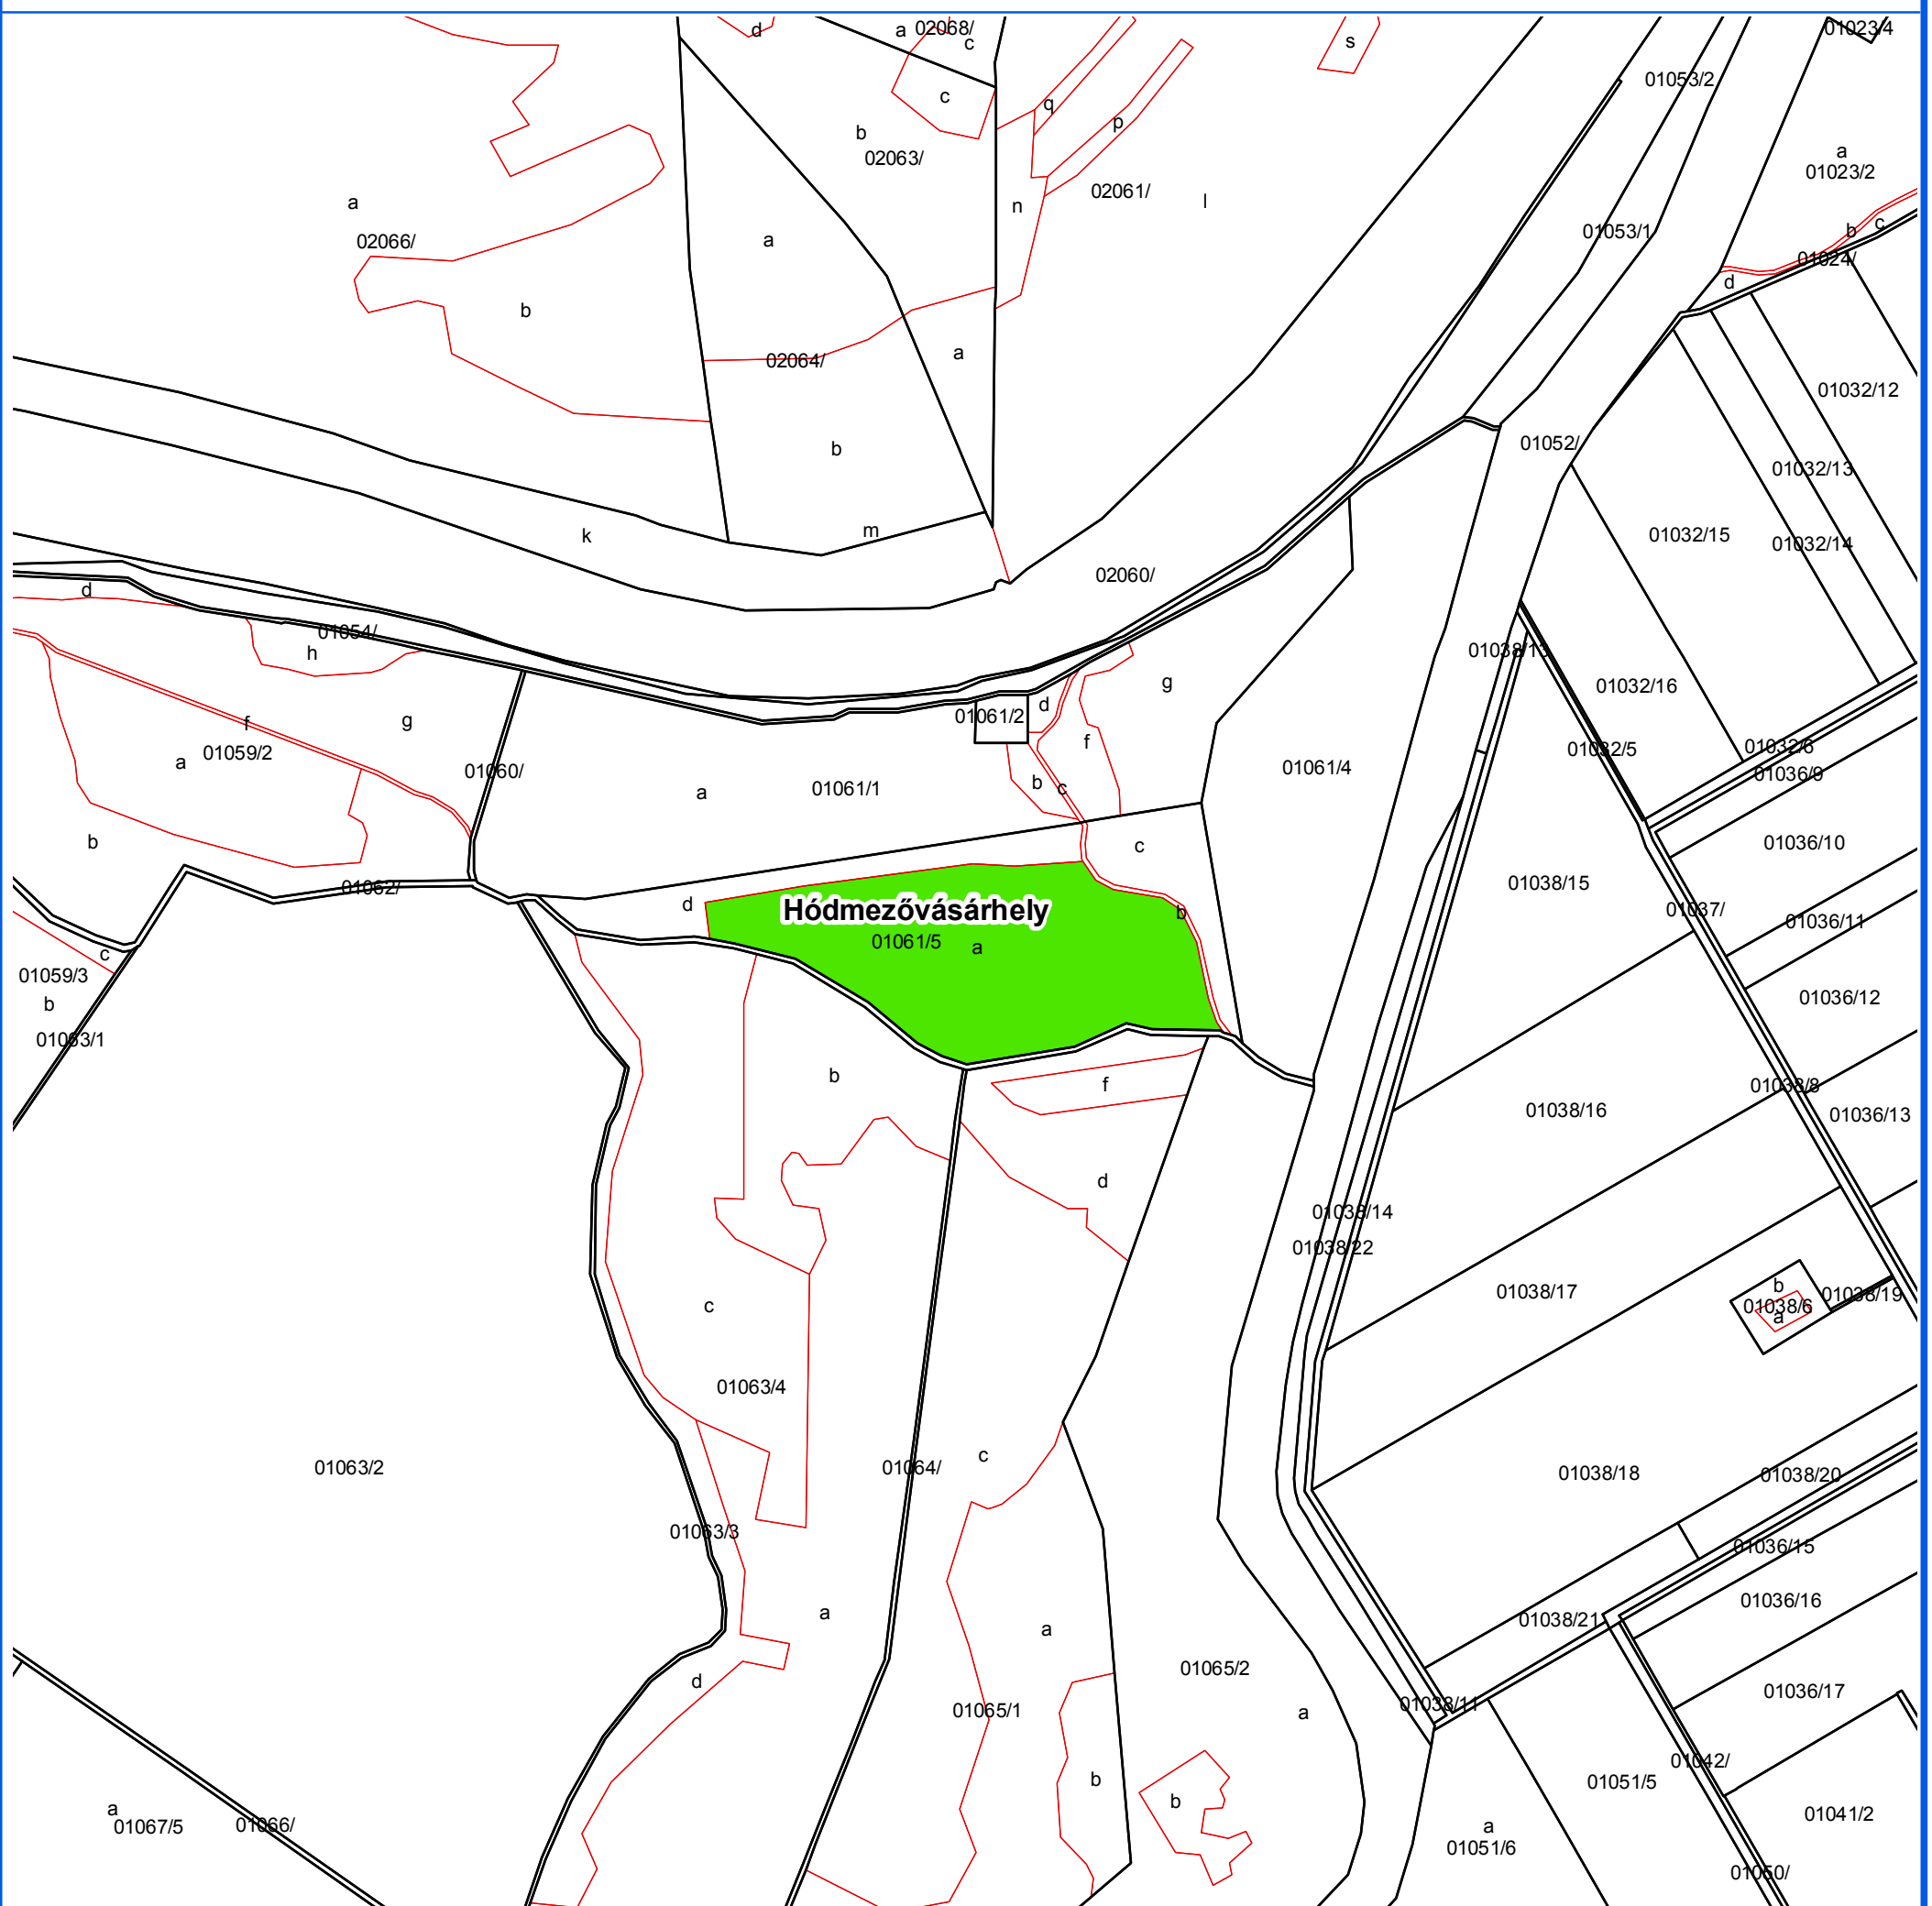 d
a 02068/
c
s
01023/4
01053/2
c
q
p
b
02063/
a
01023/2
02061/
l
a
02066/
n
a
01053/1
b c
01024/
d
b
02064/
a
01032/12
b
01052/
01032/13
m
k
01032/15
01032/14
02060/
d
01054/
h
01038/13
g
01032/16
f
g
01061/2
d
01059/2
a
f
01032/5
01032/6
01060/
01061/4
01036/9
a
01061/1
b
c
b
c
01036/10
01062/
01038/15
d
Hódmezővásárhely
b
01037/
01036/11
01061/5
a
c
01059/3
b
01036/12
01063/1
b
f
01038/8
01038/16
01036/13
d
01038/14
01038/22
01038/17
b
01038/19
01038/6
a
c
01063/4
c
01063/2
01064/
01038/18
01038/20
01063/3
01036/15
01036/16
a
01038/21
a
01065/2
d
01036/17
01065/1
a
01038/11
01042/
b
01051/5
b
a
01067/5
01066/
01041/2
a
01051/6
01050/